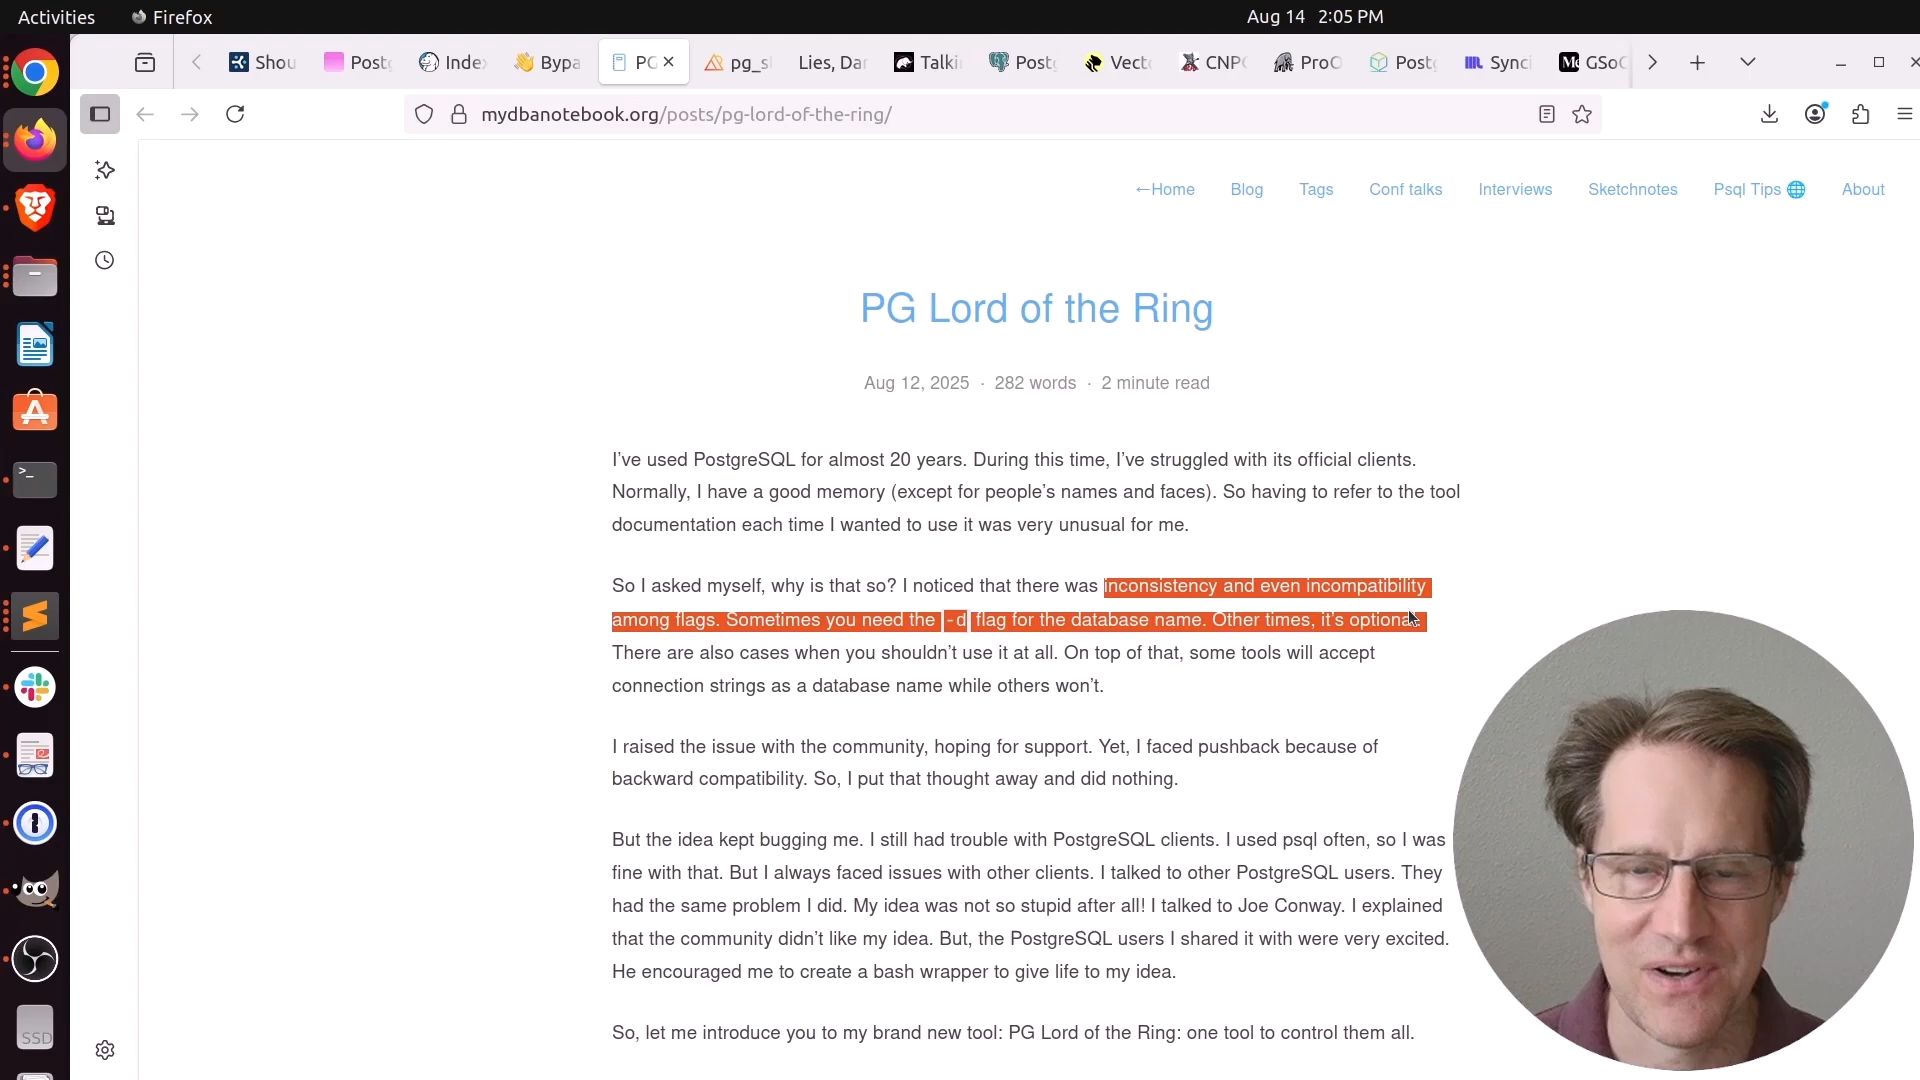 Activities Firefox Aug 14 2:05 PM
Shou Postg Index Bypa PG pg_sl Lies, Dar Talki Postg Vecto CNPG ProO Postg Synci GSoC
mydbanotebook.org/posts/pg-lord-of-the-ring/
←Home Blog Tags Conf talks Interviews Sketchnotes Psql Tips About
PG Lord of the Ring
Aug 12, 2025 · 282 words · 2 minute read
I’ve used PostgreSQL for almost 20 years. During this time, I’ve struggled with its official clients.
Normally, I have a good memory (except for people’s names and faces). So having to refer to the tool
documentation each time I wanted to use it was very unusual for me.
So I asked myself, why is that so? I noticed that there was inconsistency and even incompatibility
among flags. Sometimes you need the -d flag for the database name. Other times, it’s optional.
There are also cases when you shouldn’t use it at all. On top of that, some tools will accept
connection strings as a database name while others won’t.
I raised the issue with the community, hoping for support. Yet, I faced pushback because of
backward compatibility. So, I put that thought away and did nothing.
But the idea kept bugging me. I still had trouble with PostgreSQL clients. I used psql often, so I was
fine with that. But I always faced issues with other clients. I talked to other PostgreSQL users. They
had the same problem I did. My idea was not so stupid after all! I talked to Joe Conway. I explained
that the community didn’t like my idea. But, the PostgreSQL users I shared it with were very excited.
He encouraged me to create a bash wrapper to give life to my idea.
So, let me introduce you to my brand new tool: PG Lord of the Ring: one tool to control them all.
SSD